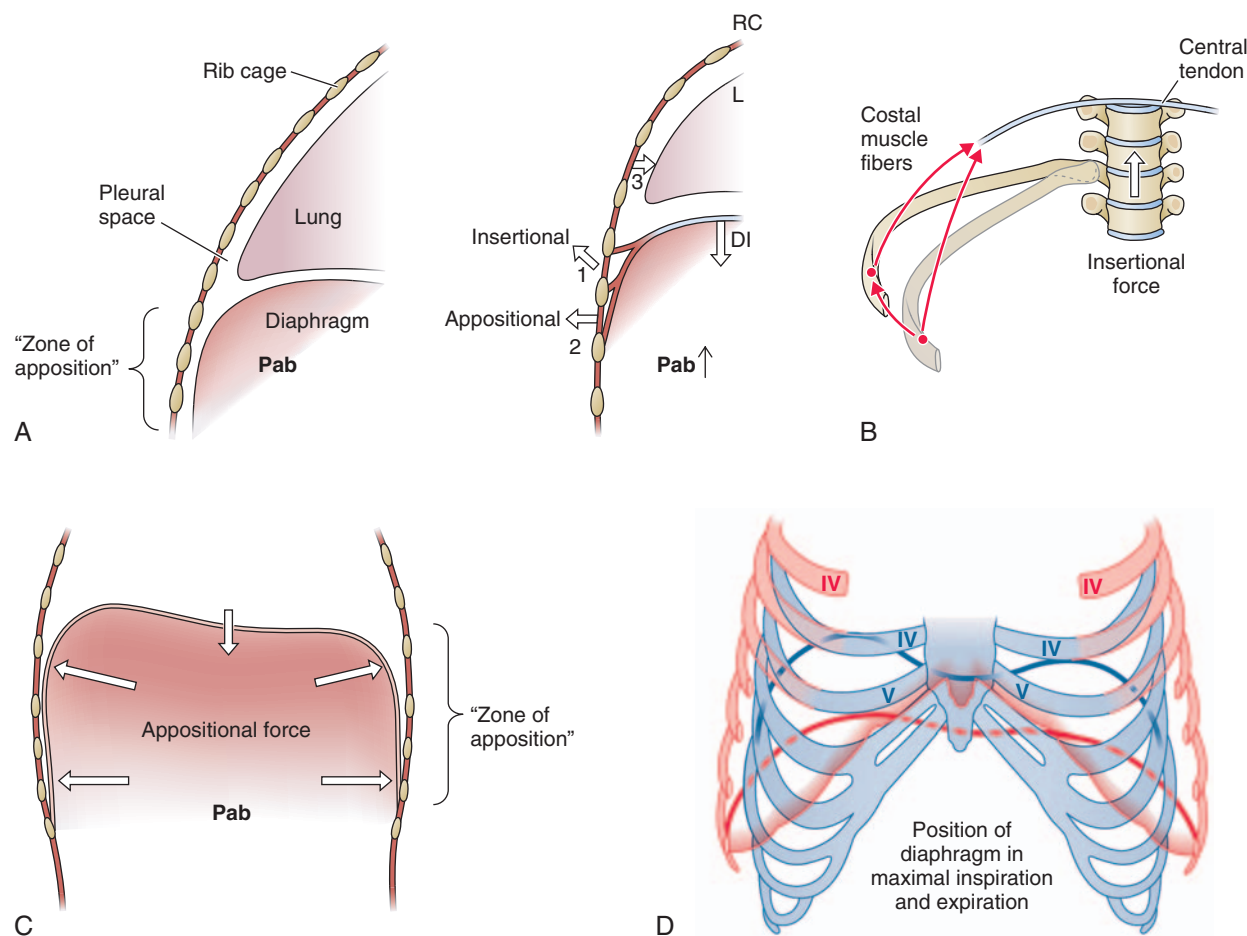 Rib cage
Pleural
space
Lung
Diaphragm
Pab
“Zone of
apposition”
A
RC
L
3
Insertional
1
DI
Appositional
2
Pab
Central
tendon
Costal
muscle
fibers
Insertional
force
B
Appositional force
Pab
“Zone of
apposition”
C
IV
IV
IV
IV
V
V
Position of
diaphragm in
maximal inspiration
and expiration
D